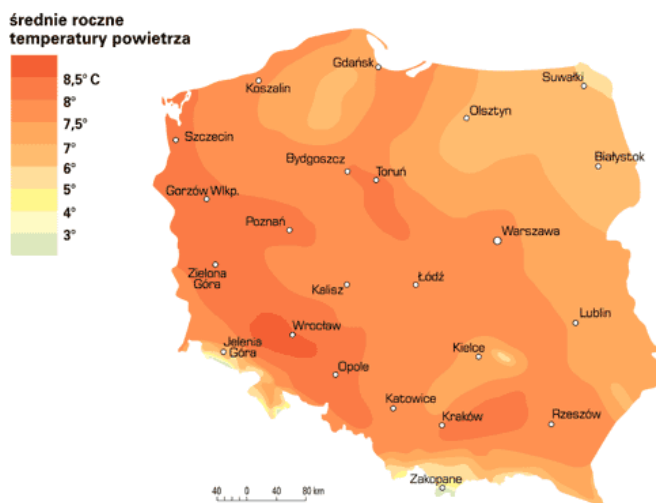 średnie roczne
temperatury powietrza
8,5° C
8°
7,5°
7°
6°
5°
4°
3°
Gdańsk
Koszalin
Suwałki
Olsztyn
Szczecin
Białystok
Bydgoszcz
Toruń
Gorzów Wlkp.
Poznań
Warszawa
Zielona
Góra
Kalisz
Łódź
Lublin
Wrocław
Jelenia
Góra
Kielce
Opole
Katowice
Kraków
Rzeszów
Zakopane
40 0 40 80 km